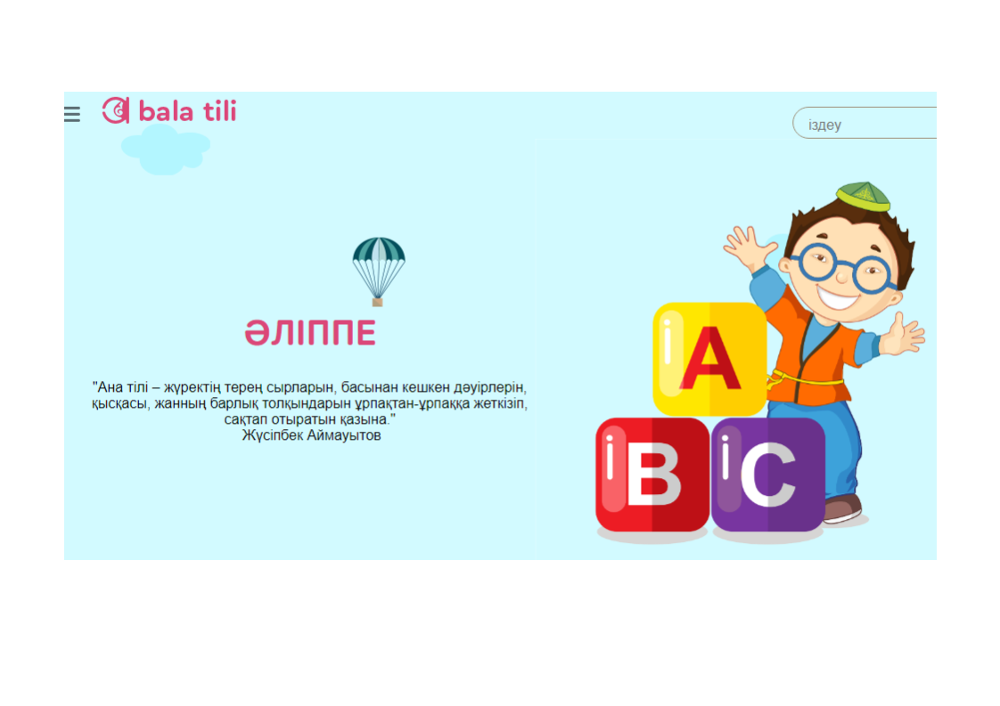 bala tili
іздеу
ӘЛІППЕ
"Ана тілі – жүректің терең сырларын, басынан кешкен дәуірлерін,
қысқасы, жанның барлық толқындарын ұрпақтан-ұрпаққа жеткізіп,
сақтап отыратын қазына."
Жүсіпбек Аймауытов
A
B C